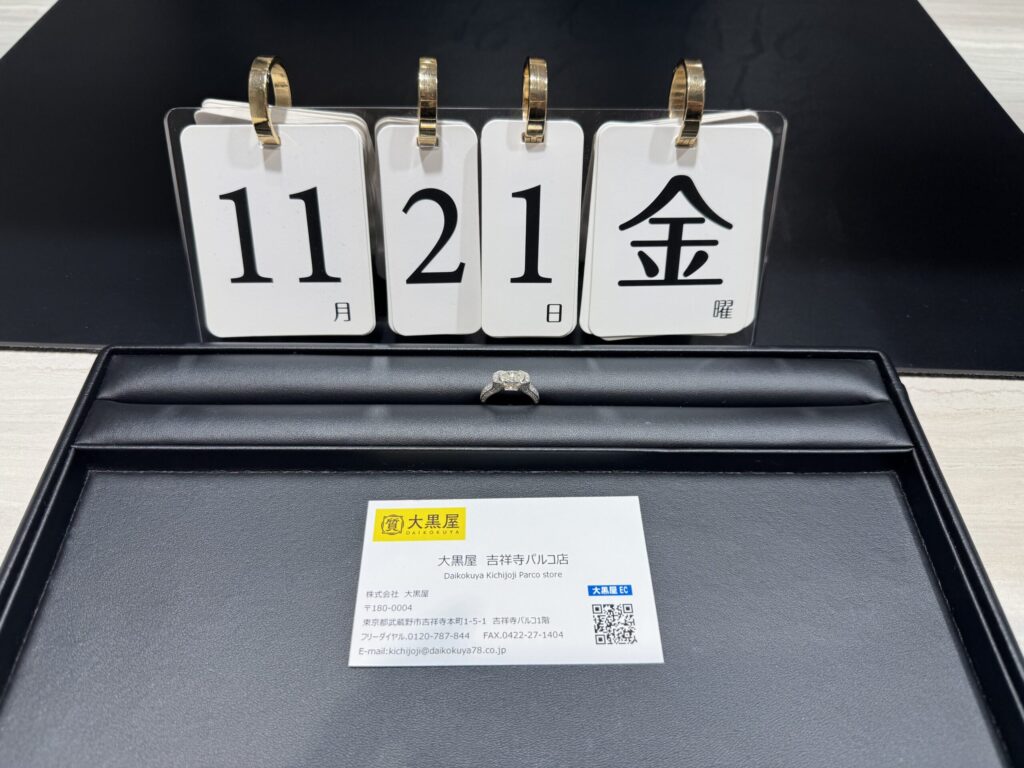 11月 21日 金曜
質 大黒屋
DAIKOKUYA
大黒屋 吉祥寺パルコ店
Daikokuya Kichijoji Parco store
株式会社 大黒屋
大黒屋 EC
〒180-0004
東京都武蔵野市吉祥寺本町1-5-1 吉祥寺パルコ1階
フリーダイヤル.0120-787-844 FAX.0422-27-1404
E-mail:kichijoji@daikokuya78.co.jp